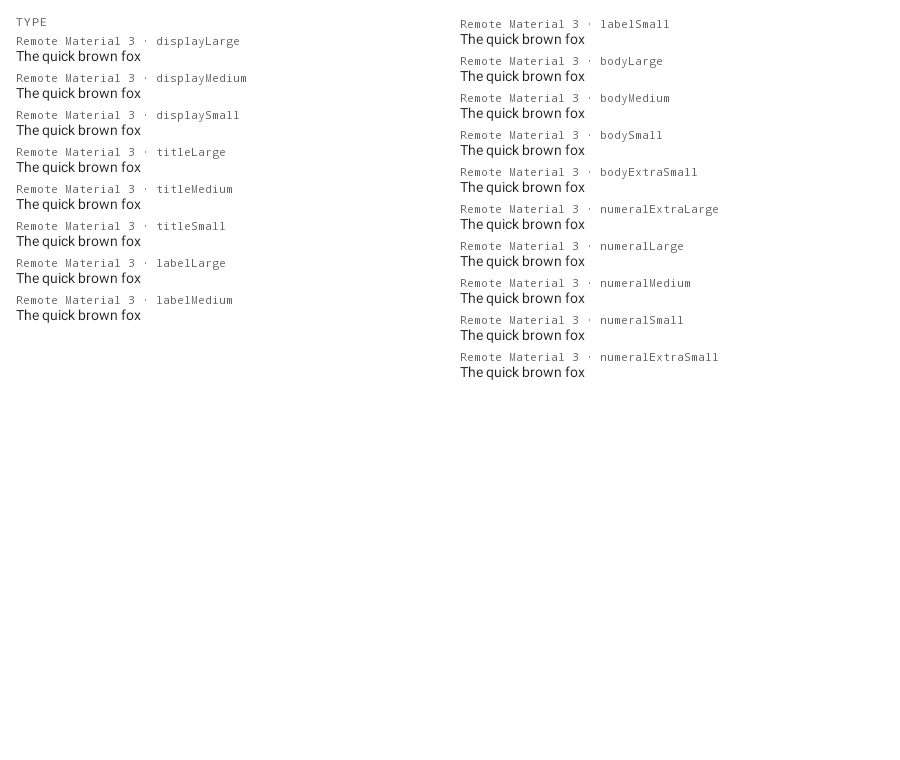 TYPE
Remote Material 3 · displayLarge
The quick brown fox
Remote Material 3 · displayMedium
The quick brown fox
Remote Material 3 · displaySmall
The quick brown fox
Remote Material 3 · titleLarge
The quick brown fox
Remote Material 3 · titleMedium
The quick brown fox
Remote Material 3 · titleSmall
The quick brown fox
Remote Material 3 · labelLarge
The quick brown fox
Remote Material 3 · labelMedium
The quick brown fox
Remote Material 3 · labelSmall
The quick brown fox
Remote Material 3 · bodyLarge
The quick brown fox
Remote Material 3 · bodyMedium
The quick brown fox
Remote Material 3 · bodySmall
The quick brown fox
Remote Material 3 · bodyExtraSmall
The quick brown fox
Remote Material 3 · numeralExtraLarge
The quick brown fox
Remote Material 3 · numeralLarge
The quick brown fox
Remote Material 3 · numeralMedium
The quick brown fox
Remote Material 3 · numeralSmall
The quick brown fox
Remote Material 3 · numeralExtraSmall
The quick brown fox